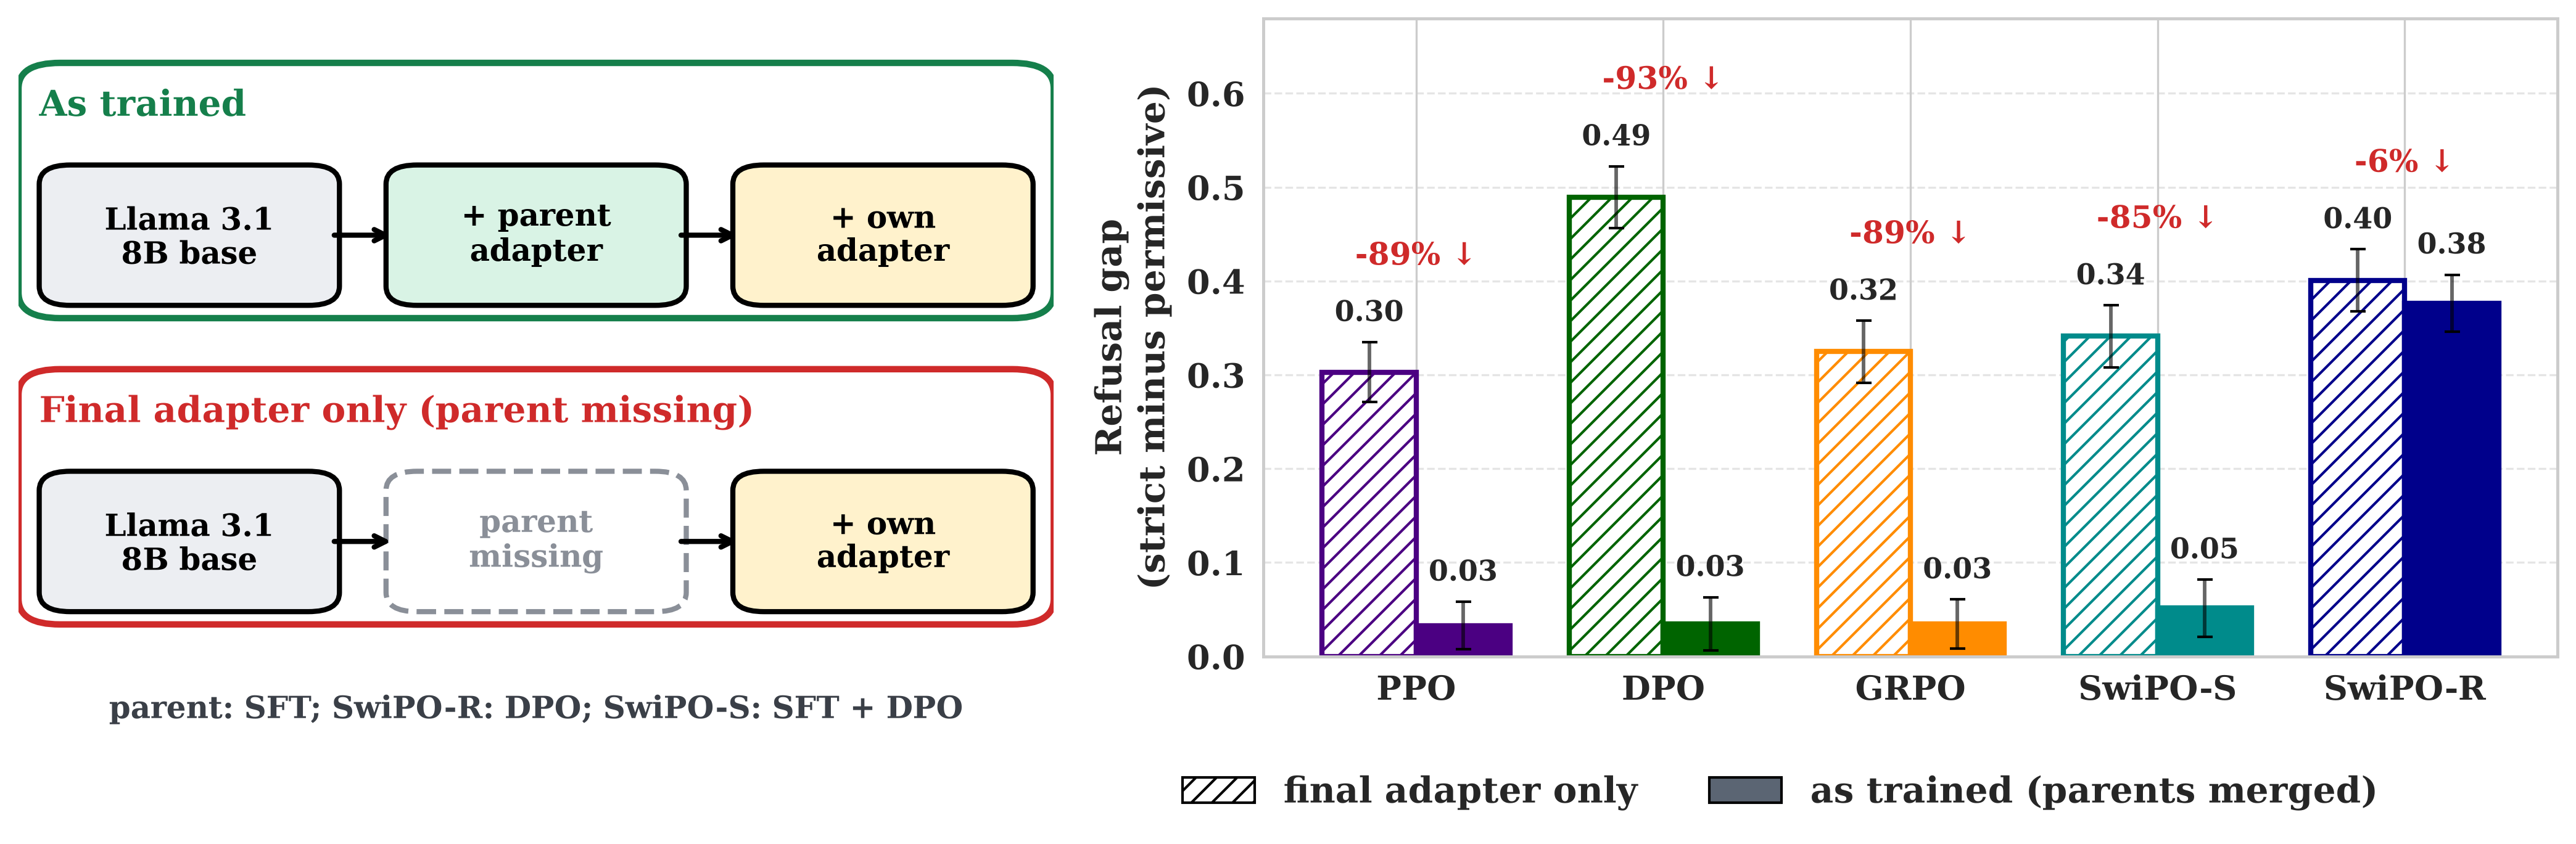 As trained
Llama 3.1
8B base
+ parent
adapter
+ own
adapter
Final adapter only (parent missing)
Llama 3.1
8B base
parent
missing
+ own
adapter
parent: SFT; SwiPO-R: DPO; SwiPO-S: SFT + DPO
Refusal gap
(strict minus permissive)
0.6
0.5
0.4
0.3
0.2
0.1
0.0
-89% ↓
0.30
0.03
-93% ↓
0.49
0.03
-89% ↓
0.32
0.03
-85% ↓
0.34
0.05
-6% ↓
0.40
0.38
PPO
DPO
GRPO
SwiPO-S
SwiPO-R
final adapter only
as trained (parents merged)